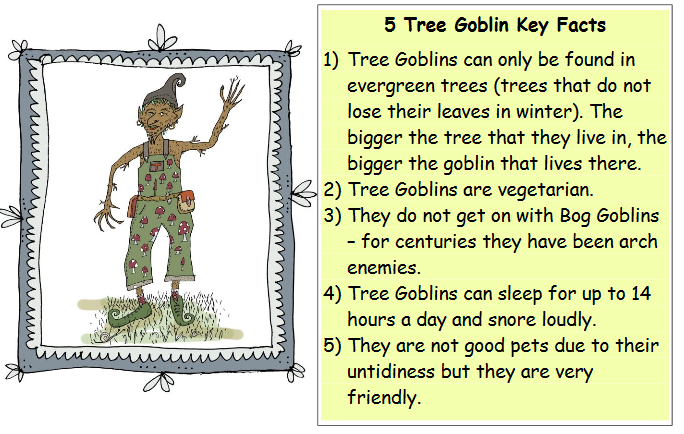 5 Tree Goblin Key Facts
1) Tree Goblins can only be found in
evergreen trees (trees that do not
lose their leaves in winter). The
bigger the tree that they live in, the
bigger the goblin that lives there.
2) Tree Goblins are vegetarian.
3) They do not get on with Bog Goblins
– for centuries they have been arch
enemies.
4) Tree Goblins can sleep for up to 14
hours a day and snore loudly.
5) They are not good pets due to their
untidiness but they are very
friendly.